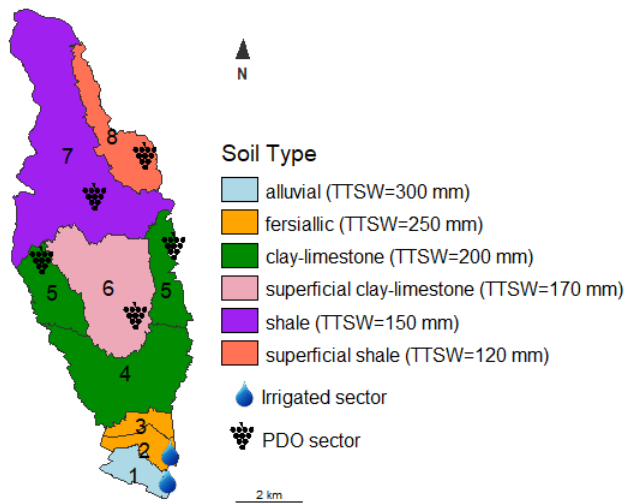 N
8
7
Soil Type
alluvial (TTSW=300 mm)
fersiallic (TTSW=250 mm)
clay-limestone (TTSW=200 mm)
superficial clay-limestone (TTSW=170 mm)
shale (TTSW=150 mm)
superficial shale (TTSW=120 mm)
Irrigated sector
PDO sector
5
6
5
4
3
2
1
2 km